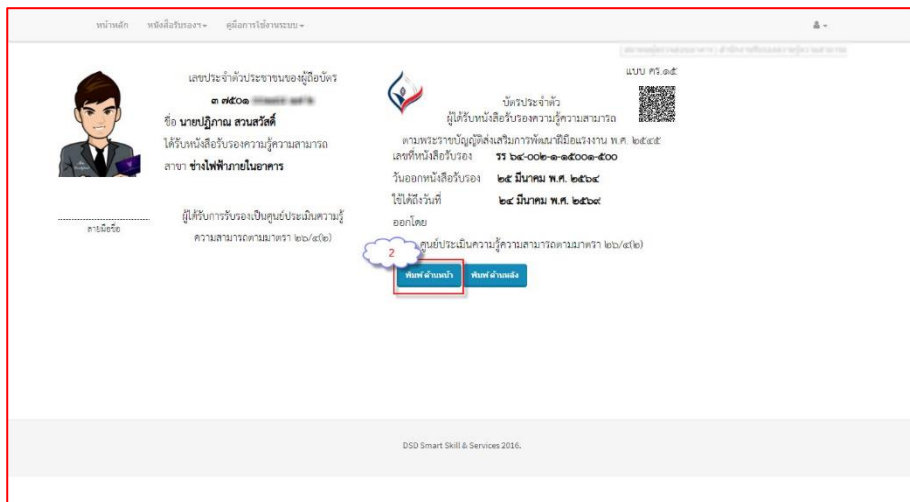 หน้าหลัก หนังสือรับรองฯ คู่มือการใช้งานระบบ
แบบ คร.๑๕
เลขประจำตัวประชาชนของผู้ถือบัตร
๓ ๗๕๐๑
ชื่อ นายปฏิภาณ สวนสวัสดิ์
ได้รับหนังสือรับรองความรู้ความสามารถ
สาขา ช่างไฟฟ้าภายในอาคาร
ลายมือชื่อ
ผู้ได้รับการรับรองเป็นศูนย์ประเมินความรู้
ความสามารถตามมาตรา ๒๖/๔(๒)
บัตรประจำตัว
ผู้ได้รับหนังสือรับรองความรู้ความสามารถ
ตามพระราชบัญญัติส่งเสริมการพัฒนาฝีมือแรงงาน พ.ศ. ๒๕๔๕
เลขที่หนังสือรับรอง รร ๖๔-๐๐๒-๑-๑๕๐๐๑-๕๐๐
วันออกหนังสือรับรอง ๒๕ มีนาคม พ.ศ. ๒๕๖๔
ใช้ได้ถึงวันที่ ๒๔ มีนาคม พ.ศ. ๒๕๖๙
ออกโดย
ศูนย์ประเมินความรู้ความสามารถตามมาตรา ๒๖/๔(๒)
2
พิมพ์ ด้านหน้า พิมพ์ ด้านหลัง
DSD Smart Skill & Services 2016.